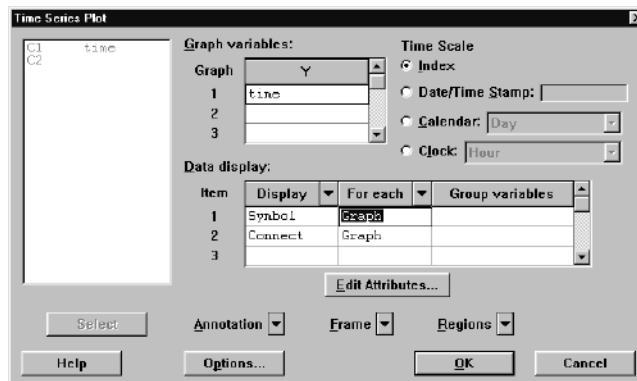 Time Series Plot
C1 time
C2
Graph variables:
Graph Y
1 time
2
3
Time Scale
Index
Date/Time Stamp:
Calendar: Day
Clock: Hour
Data display:
Item Display For each Group variables
1 Symbol Graph
2 Connect Graph
3
Edit Attributes...
Select Annotation Frame Regions
Help Options... OK Cancel